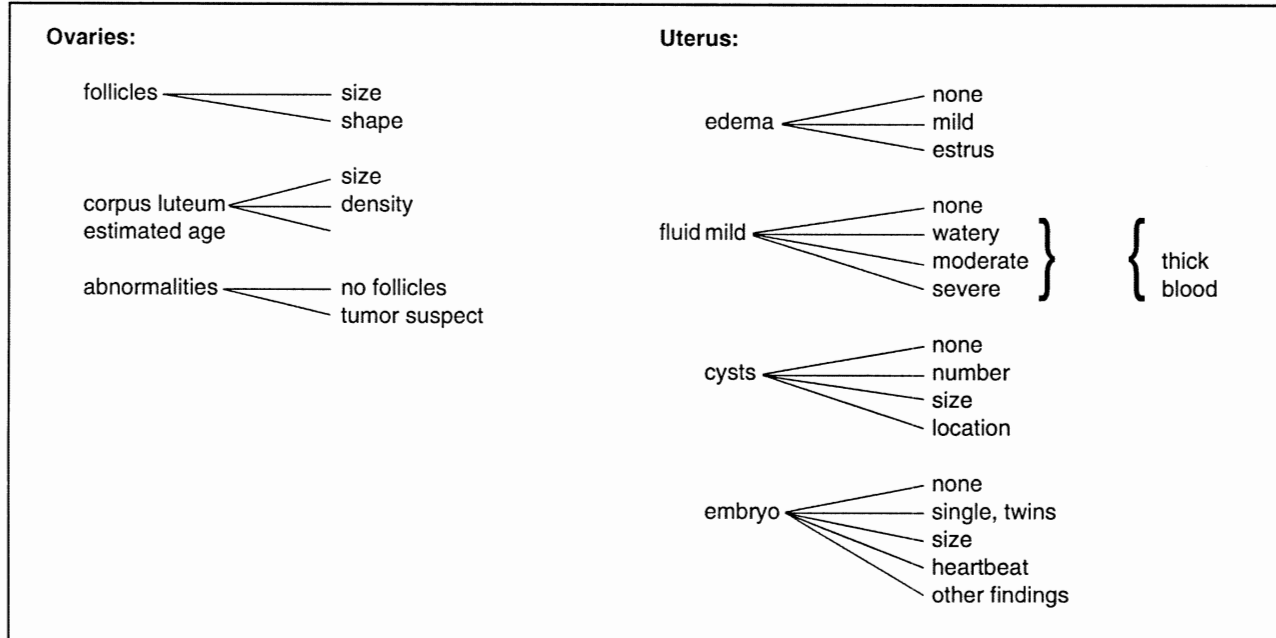 Ovaries:
follicles
size
shape
corpus luteum
estimated age
size
density
abnormalities
no follicles
tumor suspect
Uterus:
edema
none
mild
estrus
fluid mild
none
watery
moderate
severe
thick
blood
cysts
none
number
size
location
embryo
none
single, twins
size
heartbeat
other findings